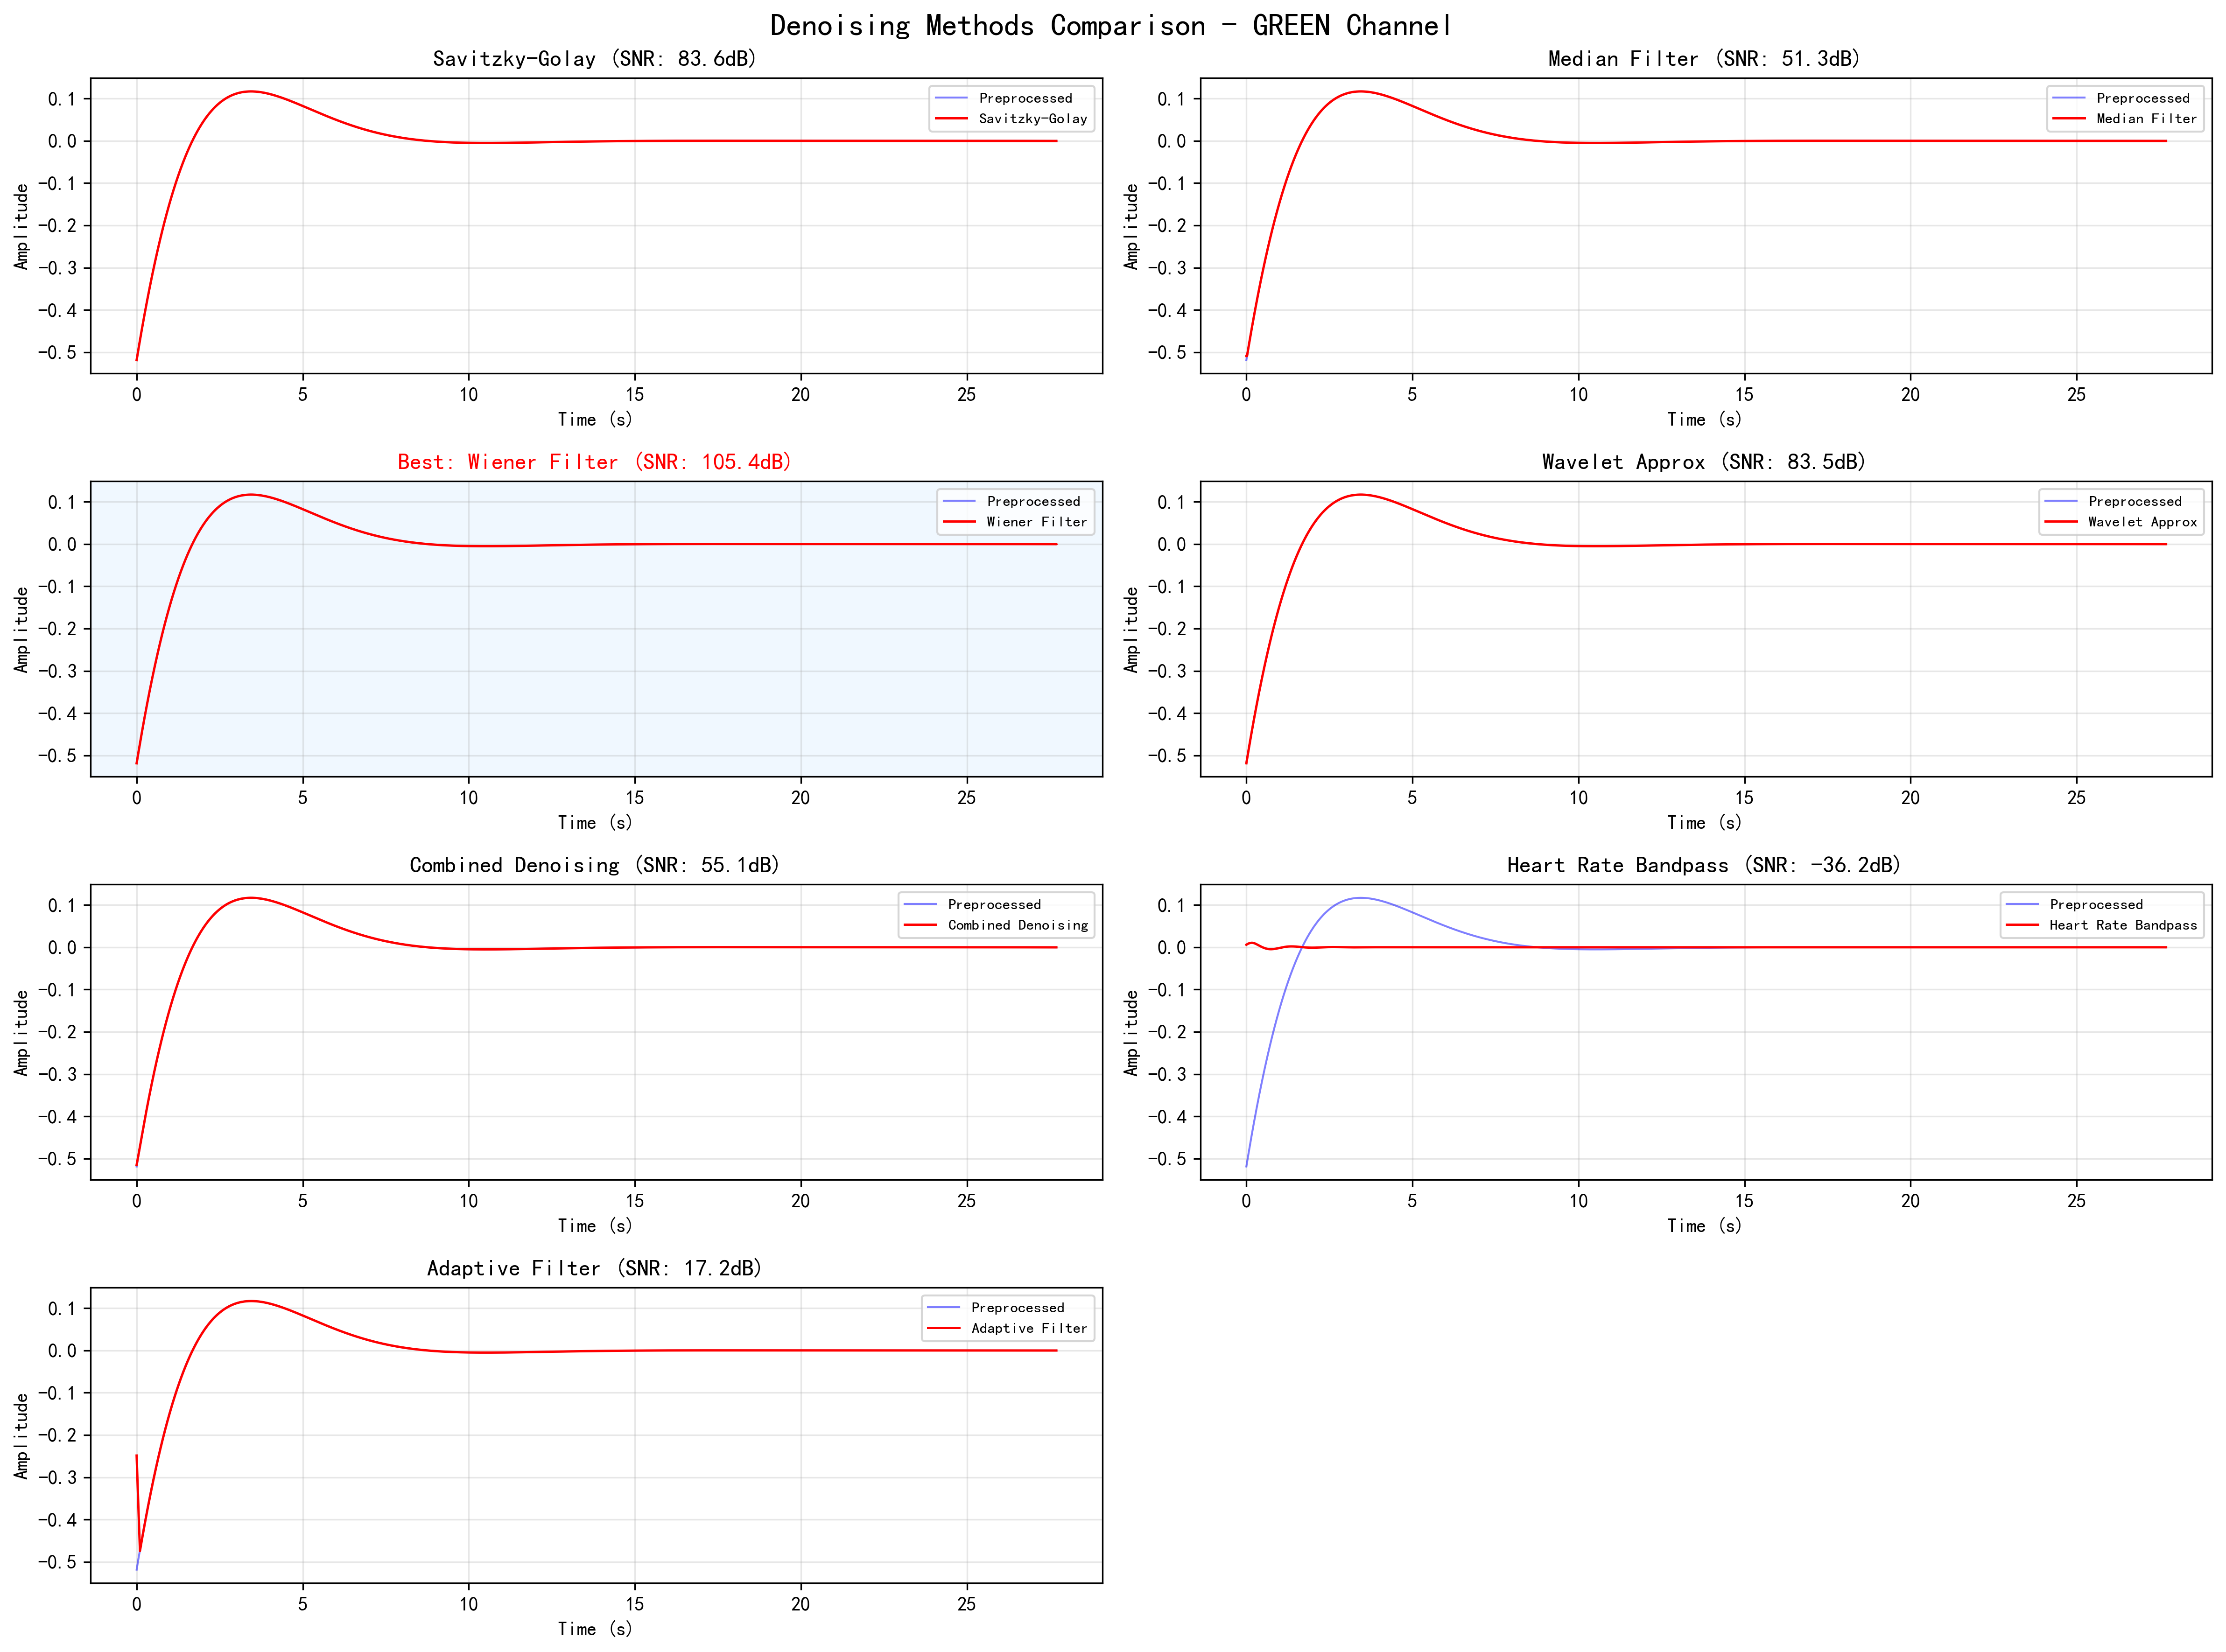 Denoising Methods Comparison - GREEN Channel
Savitzky-Golay (SNR: 83.6dB)
0.1
0.0
-0.1
-0.2
-0.3
-0.4
-0.5
Amplitude
Preprocessed
Savitzky-Golay
0 5 10 15 20 25
Time (s)
Median Filter (SNR: 51.3dB)
0.1
0.0
-0.1
-0.2
-0.3
-0.4
-0.5
Amplitude
Preprocessed
Median Filter
0 5 10 15 20 25
Time (s)
Best: Wiener Filter (SNR: 105.4dB)
0.1
0.0
-0.1
-0.2
-0.3
-0.4
-0.5
Amplitude
Preprocessed
Wiener Filter
0 5 10 15 20 25
Time (s)
Wavelet Approx (SNR: 83.5dB)
0.1
0.0
-0.1
-0.2
-0.3
-0.4
-0.5
Amplitude
Preprocessed
Wavelet Approx
0 5 10 15 20 25
Time (s)
Combined Denoising (SNR: 55.1dB)
0.1
0.0
-0.1
-0.2
-0.3
-0.4
-0.5
Amplitude
Preprocessed
Combined Denoising
0 5 10 15 20 25
Time (s)
Heart Rate Bandpass (SNR: -36.2dB)
0.1
0.0
-0.1
-0.2
-0.3
-0.4
-0.5
Amplitude
Preprocessed
Heart Rate Bandpass
0 5 10 15 20 25
Time (s)
Adaptive Filter (SNR: 17.2dB)
0.1
0.0
-0.1
-0.2
-0.3
-0.4
-0.5
Amplitude
Preprocessed
Adaptive Filter
0 5 10 15 20 25
Time (s)